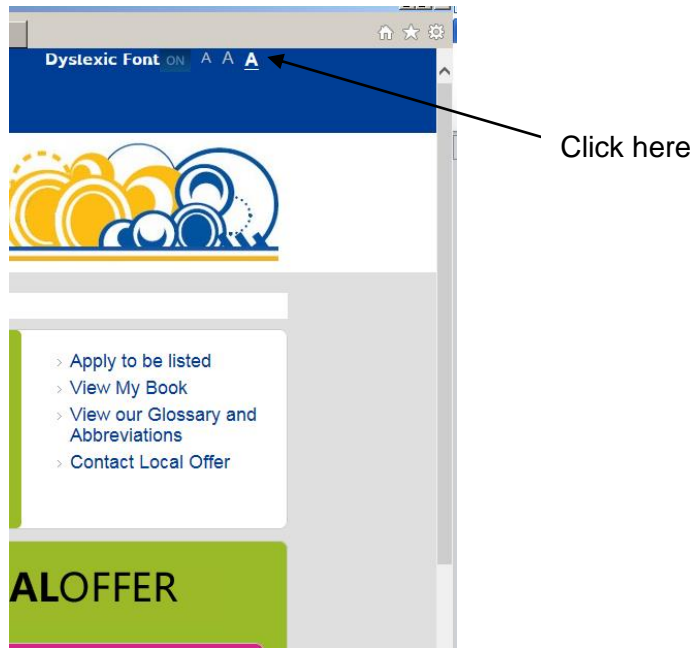 Dyslexic Font ON A A A
Click here
> Apply to be listed
> View My Book
> View our Glossary and
Abbreviations
> Contact Local Offer
ALOFFER